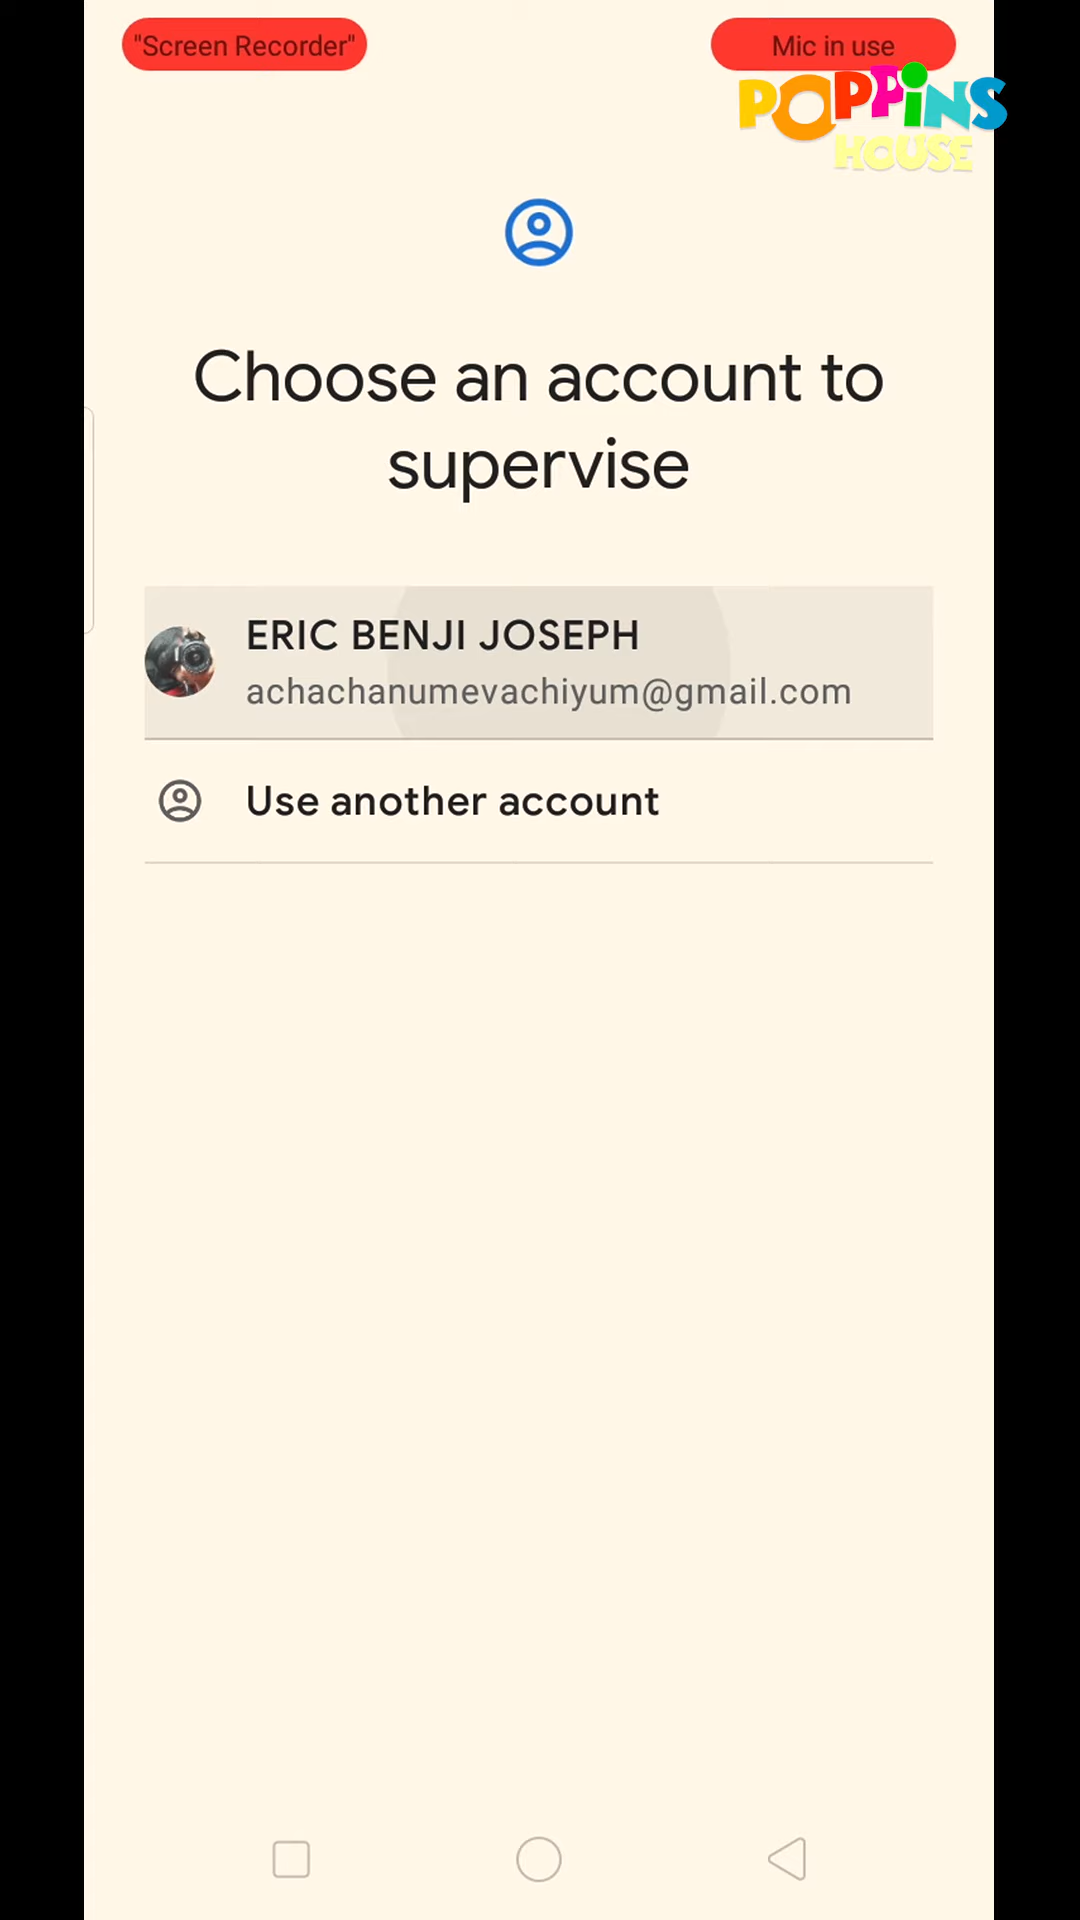 "Screen Recorder"
Mic in use
POPPiNS
HOUSE
Choose an account to
supervise
ERIC BENJI JOSEPH
achachanumevachiyum@gmail.com
Use another account